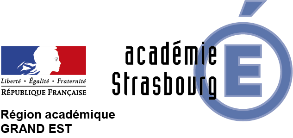 Liberté • Égalité • Fraternité
RÉPUBLIQUE FRANÇAISE
académie
Strasbourg
É
Région académique
GRAND EST